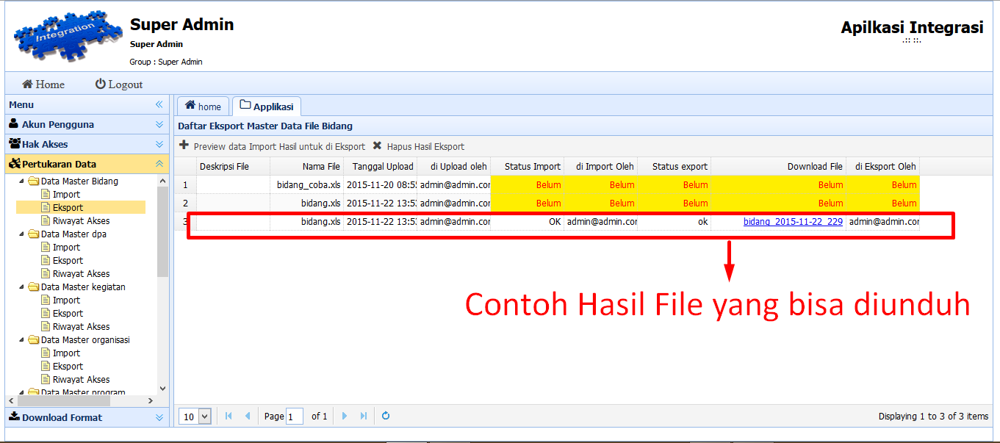 Integration
Super Admin
Super Admin
Group : Super Admin
Apilkasi Integrasi
.:: ::.
Home Logout
Menu
Akun Pengguna
Hak Akses
Pertukaran Data
Data Master Bidang
Import
Eksport
Riwayat Akses
Data Master dpa
Import
Eksport
Riwayat Akses
Data Master kegiatan
Import
Eksport
Riwayat Akses
Data Master organisasi
Import
Eksport
Riwayat Akses
Data Master program
Download Format
home Applikasi
Daftar Eksport Master Data File Bidang
Preview data Import Hasil untuk di Eksport Hapus Hasil Eksport
Deskripsi File Nama File Tanggal Upload di Upload oleh Status Import di Import Oleh Status export Download File di Eksport Oleh
1 bidang_coba.xls 2015-11-20 08:5 admin@admin.cor Belum Belum Belum Belum Belum
2 bidang.xls 2015-11-22 13:5 admin@admin.cor Belum Belum Belum Belum Belum
3 bidang.xls 2015-11-22 13:5 admin@admin.cor OK admin@admin.cor ok bidang_2015-11-22_229 admin@admin.cor
Contoh Hasil File yang bisa diunduh
10 Page 1 of 1 Displaying 1 to 3 of 3 items